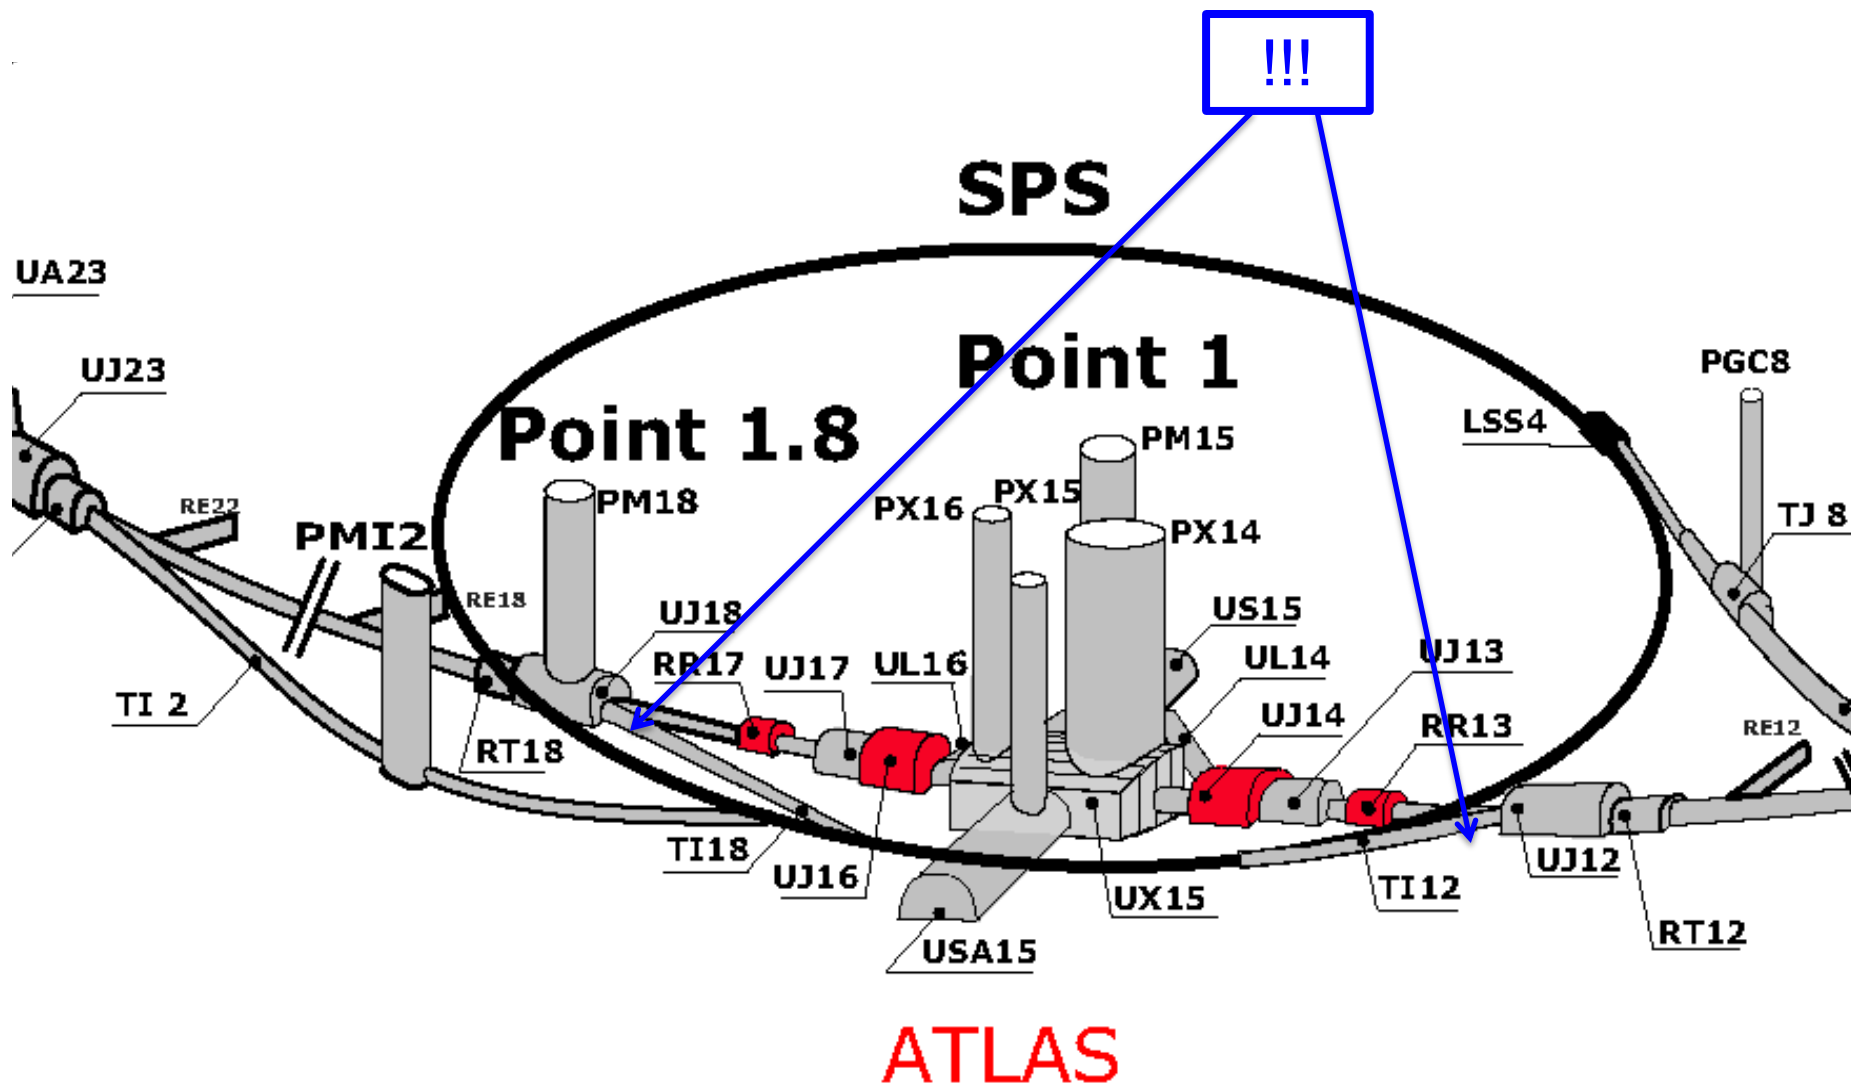 !!!
SPS
UA23
Point 1
UJ23
PGC8
Point 1.8
LSS4
PM15
PM18
PX15
PX16
RE22
PMI2
PX14
TJ 8
RE18
UJ18
US15
RR17
UJ17
UL16
UL14
UJ13
TI 2
UJ14
RR13
RE12
RT18
TI18
UJ16
UX15
TI12
UJ12
RT12
USA15
ATLAS